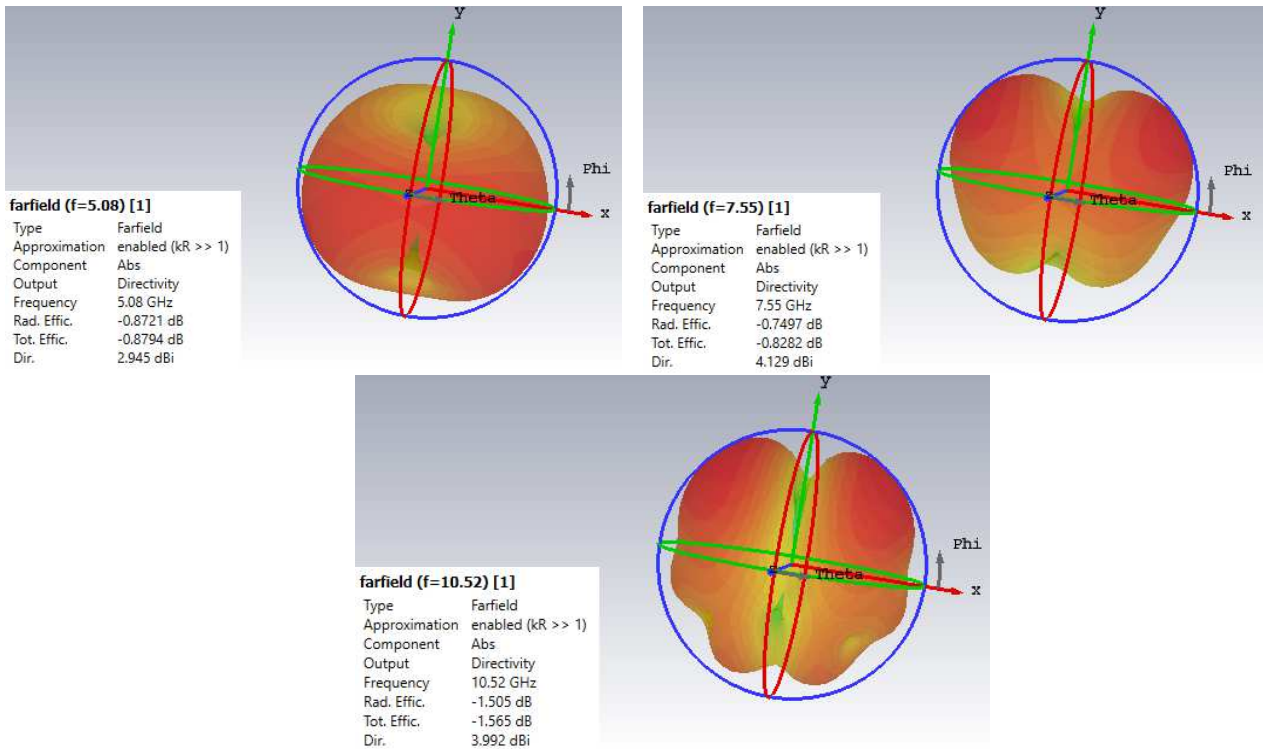 y
Phi
z
Theta
x
farfield (f=5.08) [1]
Type Farfield
Approximation enabled (kR >> 1)
Component Abs
Output Directivity
Frequency 5.08 GHz
Rad. Effic. -0.8721 dB
Tot. Effic. -0.8794 dB
Dir. 2.945 dBi
y
Phi
z
Theta
x
farfield (f=7.55) [1]
Type Farfield
Approximation enabled (kR >> 1)
Component Abs
Output Directivity
Frequency 7.55 GHz
Rad. Effic. -0.7497 dB
Tot. Effic. -0.8282 dB
Dir. 4.129 dBi
y
Phi
z
Theta
x
farfield (f=10.52) [1]
Type Farfield
Approximation enabled (kR >> 1)
Component Abs
Output Directivity
Frequency 10.52 GHz
Rad. Effic. -1.505 dB
Tot. Effic. -1.565 dB
Dir. 3.992 dBi